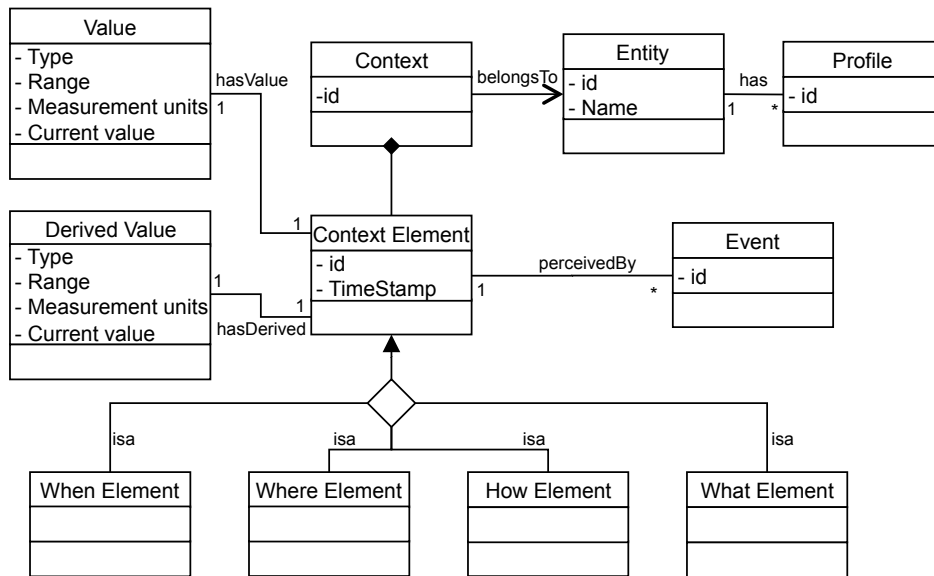 Value
- Type
- Range
- Measurement units
- Current value
hasValue
1
1
Context
-id
belongsTo
Entity
- id
- Name
has
1
*
Profile
- id
Derived Value
- Type
- Range
- Measurement units
- Current value
1
1
hasDerived
Context Element
- id
- TimeStamp
perceivedBy
1
*
Event
- id
isa
isa
isa
isa
When Element
Where Element
How Element
What Element